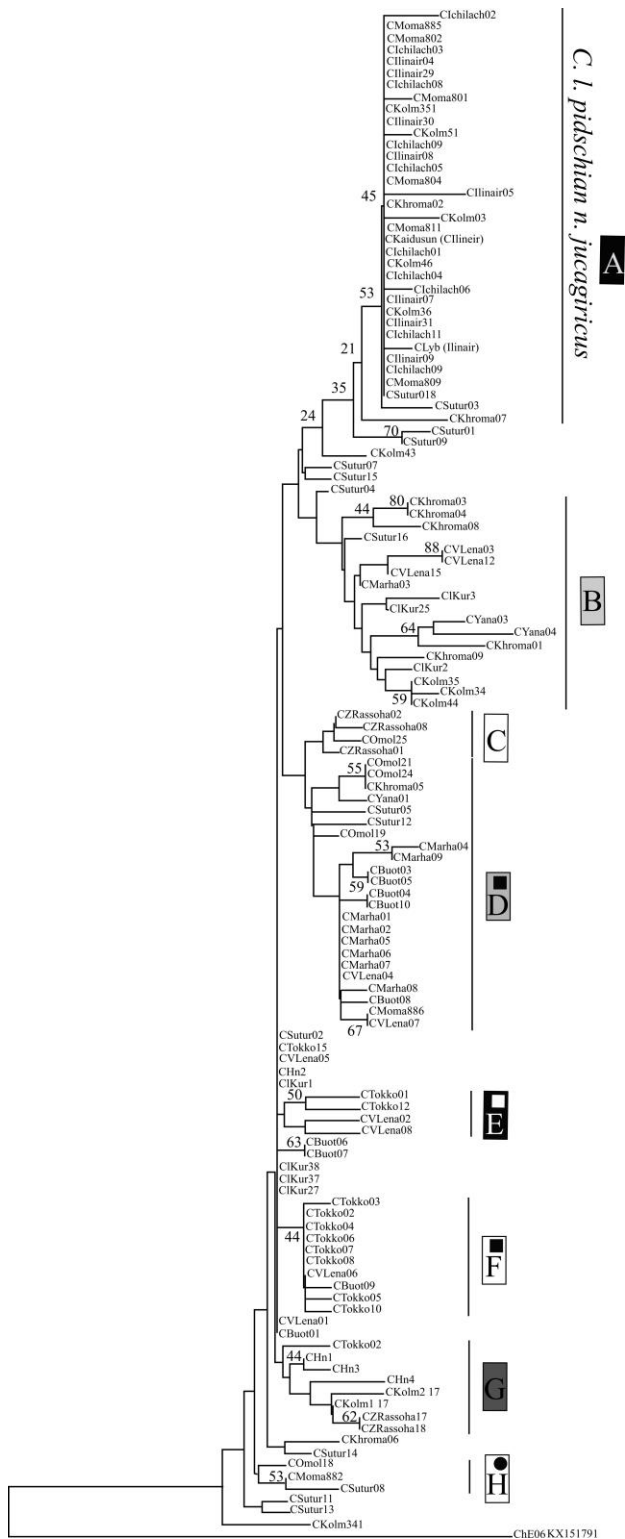 CIchilach02
CMoma885
CMoma802
CIchilach03
CIlinair04
CIlinair29
CIchilach08
CMoma801
CKolm351
CIlinair30
CKolm51
CIchilach09
CIlinair08
CIchilach05
CMoma804
45
CIlinair05
CKhroma02
CKolm03
CMoma811
CKaidusun (CIlineir)
CIchilach01
CKolm46
CIchilach04
CIchilach06
53
CIlinair07
CKolm36
CIlinair31
CIchilach11
21
CLyb (Ilinair)
CIlinair09
CIchilach09
35
CMoma809
CSutur018
CSutur03
24
CKhroma07
C. l. pidschian n. jucagiricus
A
70
CSutur01
CSutur09
CKolm43
CSutur07
CSutur15
CSutur04
80
CKhroma03
44
CKhroma04
CKhroma08
CSutur16
88
CVLena03
CVLena12
CVLena15
CMarha03
ClKur3
ClKur25
CYana03
64
CYana04
CKhroma01
CKhroma09
ClKur2
CKolm35
59
CKolm34
CKolm44
B
CZRassoha02
CZRassoha08
COmol25
CZRassoha01
C
COmol21
55
COmol24
CKhroma05
CYana01
CSutur05
CSutur12
COmol19
53
CMarha04
CMarha09
CBuot03
59
CBuot05
CBuot04
CBuot10
CMarha01
CMarha02
CMarha05
CMarha06
CMarha07
CVLena04
CMarha08
CBuot08
CMoma886
67
CVLena07
D
CSutur02
CTokko15
CVLena05
CHn2
ClKur1
50
CTokko01
CTokko12
CVLena02
CVLena08
E
63
CBuot06
CBuot07
ClKur38
ClKur37
ClKur27
CTokko03
CTokko02
CTokko04
44
CTokko06
CTokko07
CTokko08
CVLena06
CBuot09
CTokko05
CTokko10
F
CVLena01
CBuot01
CTokko02
44
CHn1
CHn3
CHn4
CKolm2_17
CKolm1_17
62
CZRassoha17
CZRassoha18
G
CKhroma06
CSutur14
COmol18
53
CMoma882
CSutur08
H
CSutur11
CSutur13
CKolm341
ChE06 KX151791